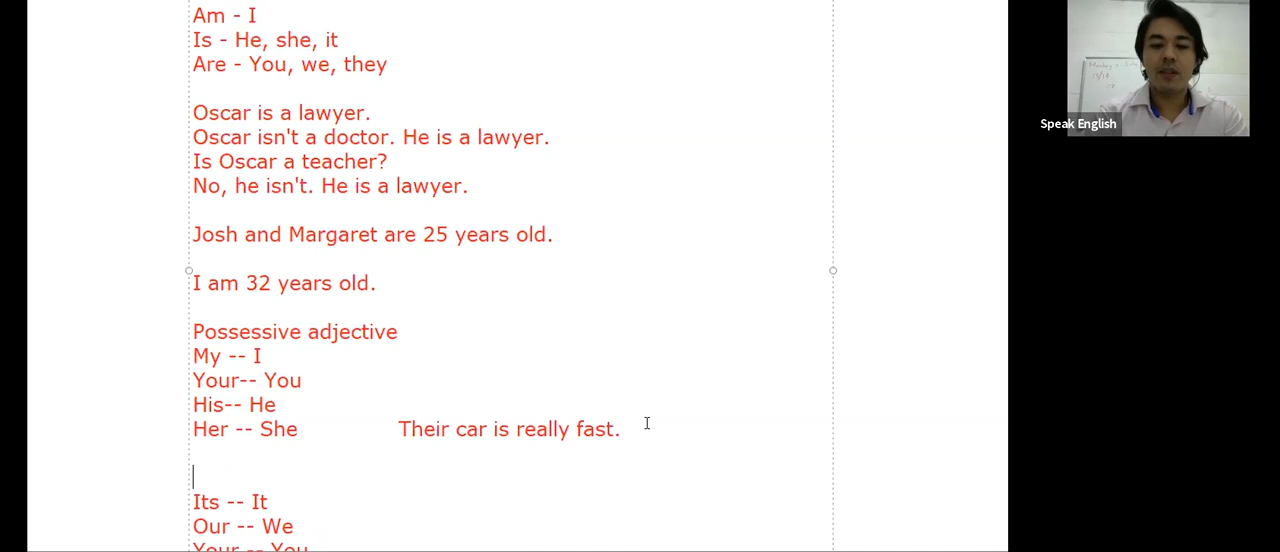 Am - I
Is - He, she, it
Are - You, we, they
Oscar is a lawyer.
Oscar isn't a doctor. He is a lawyer.
Is Oscar a teacher?
No, he isn't. He is a lawyer.
Josh and Margaret are 25 years old.
I am 32 years old.
Possessive adjective
My -- I
Your-- You
His-- He
Her -- She
Their car is really fast.
Its -- It
Our -- We
Your -- You
Speak English